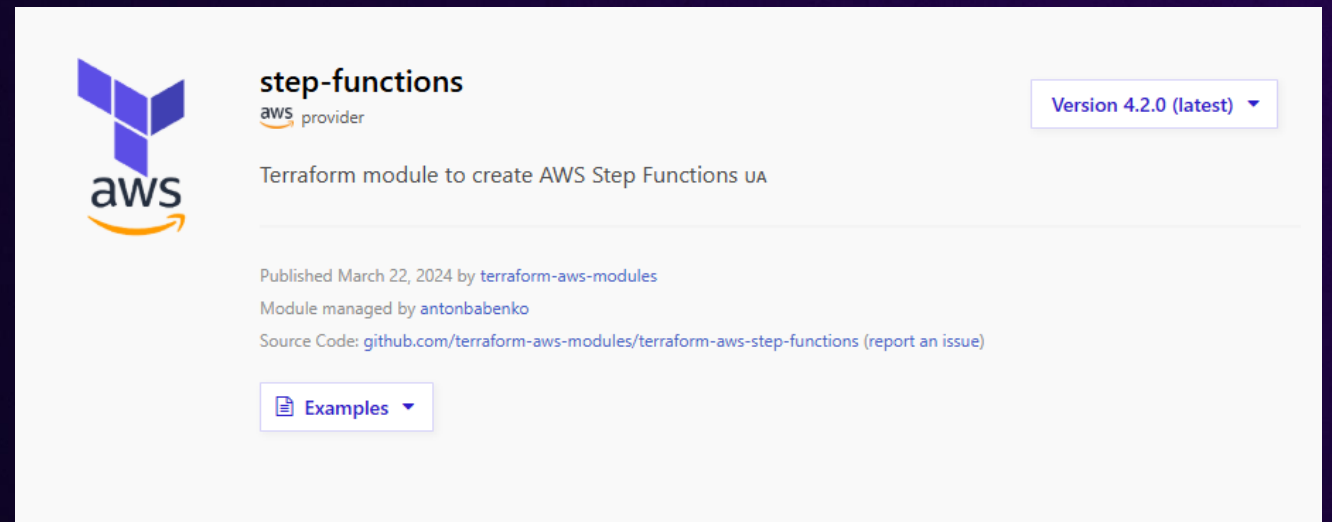 step-functions
aws provider
Version 4.2.0 (latest)
Terraform module to create AWS Step Functions UA
aws
Published March 22, 2024 by terraform-aws-modules
Module managed by antonbabenko
Source Code: github.com/terraform-aws-modules/terraform-aws-step-functions (report an issue)
Examples